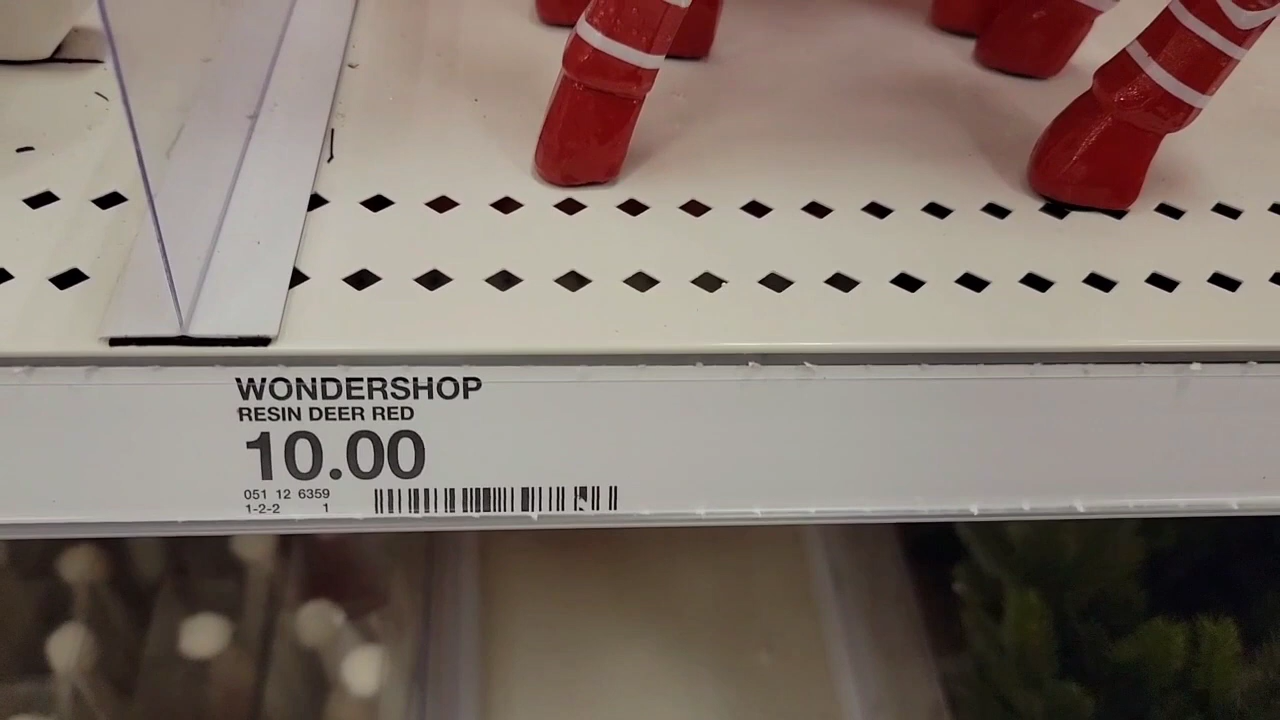 WONDERSHOP
RESIN DEER RED
10.00
051 12 6359
1-2-2 1